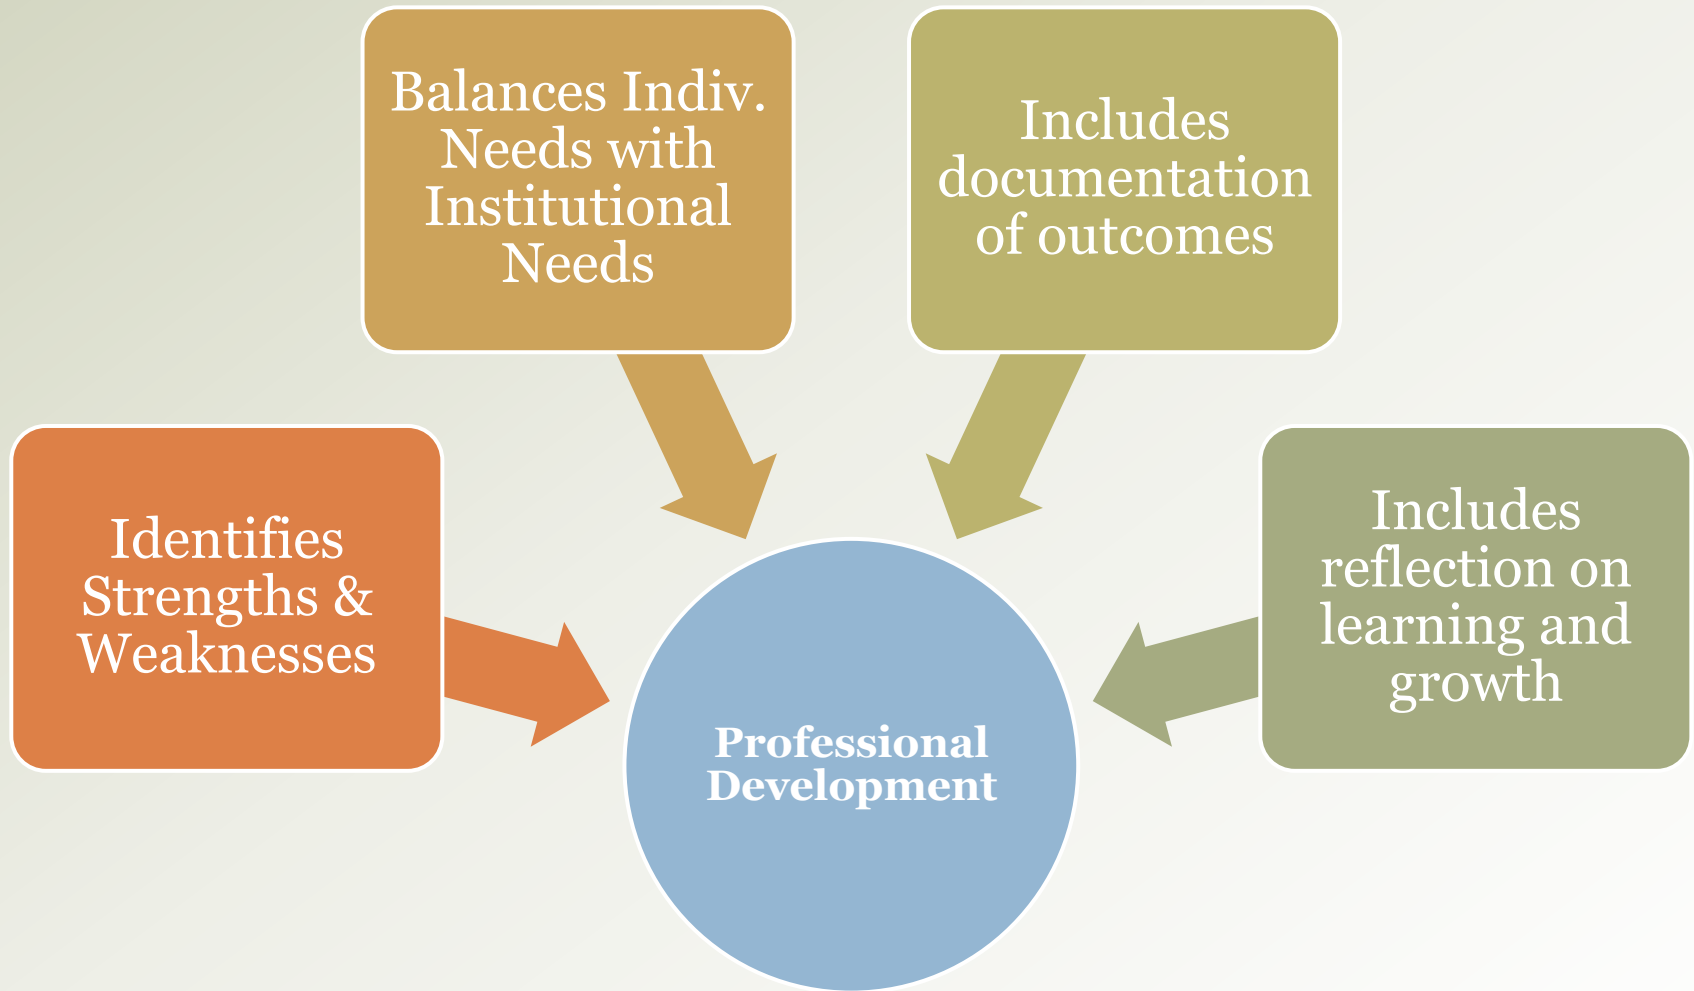 Balances Indiv.
Needs with
Institutional
Needs
Includes
documentation
of outcomes
Identifies
Strengths &
Weaknesses
Includes
reflection on
learning and
growth
Professional
Development